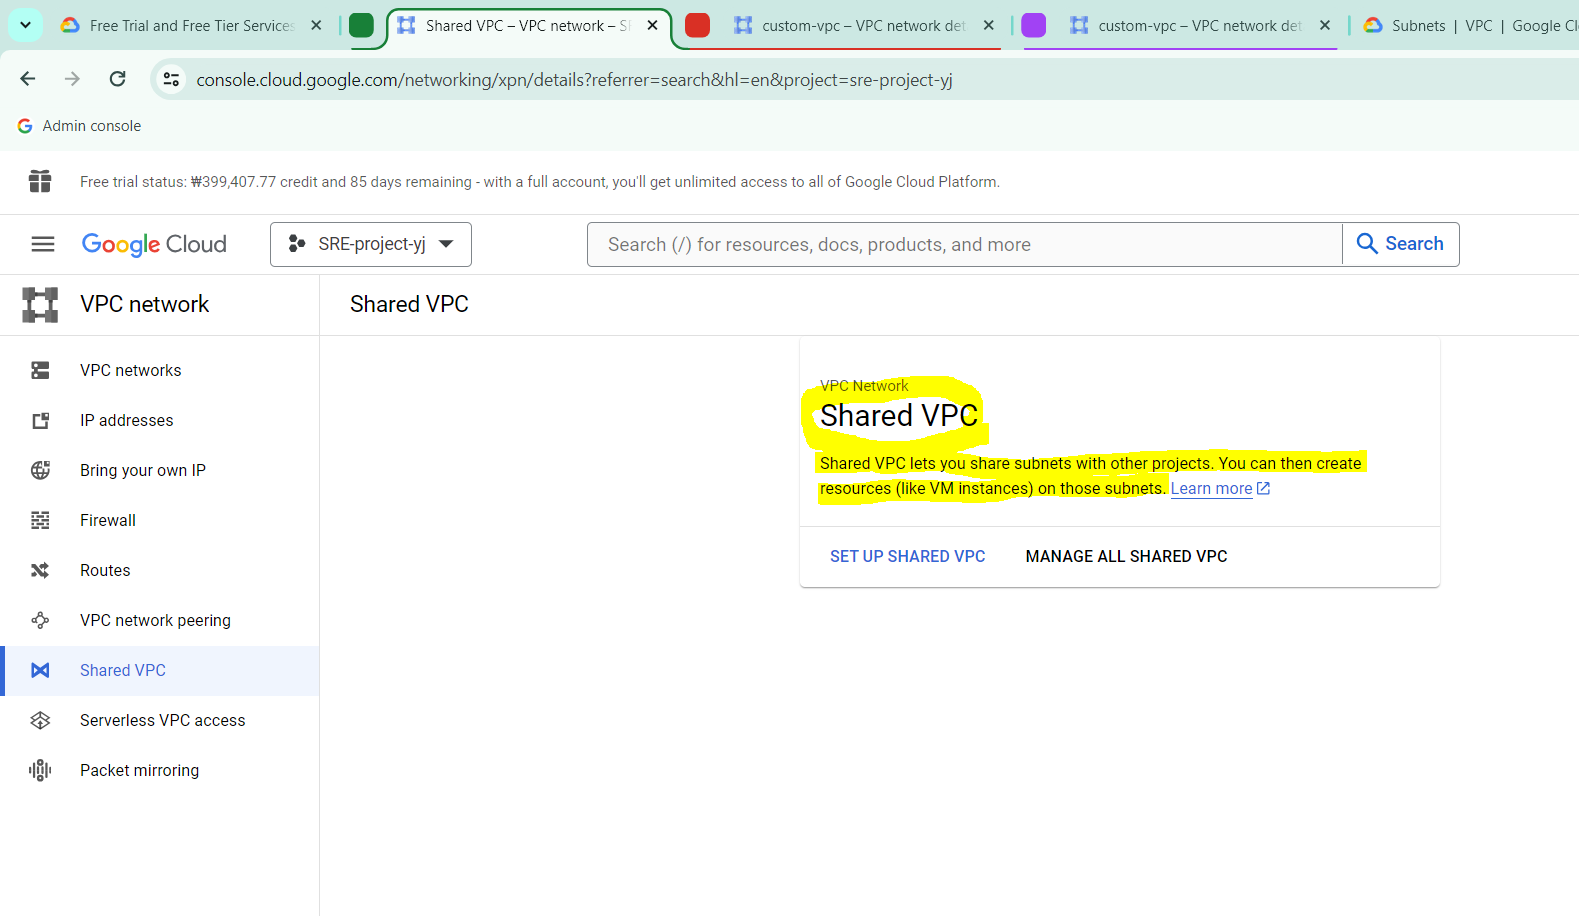 Free Trial and Free Tier Services
Shared VPC – VPC network – S
custom-vpc – VPC network det
custom-vpc – VPC network det
Subnets | VPC | Google Cl
console.cloud.google.com/networking/xpn/details?referrer=search&hl=en&project=sre-project-yj
Admin console
Free trial status: ₩399,407.77 credit and 85 days remaining - with a full account, you'll get unlimited access to all of Google Cloud Platform.
Google Cloud
SRE-project-yj
Search (/) for resources, docs, products, and more
Search
VPC network
Shared VPC
VPC networks
IP addresses
Bring your own IP
Firewall
Routes
VPC network peering
Shared VPC
Serverless VPC access
Packet mirroring
VPC Network
Shared VPC
Shared VPC lets you share subnets with other projects. You can then create
resources (like VM instances) on those subnets. Learn more
SET UP SHARED VPC
MANAGE ALL SHARED VPC